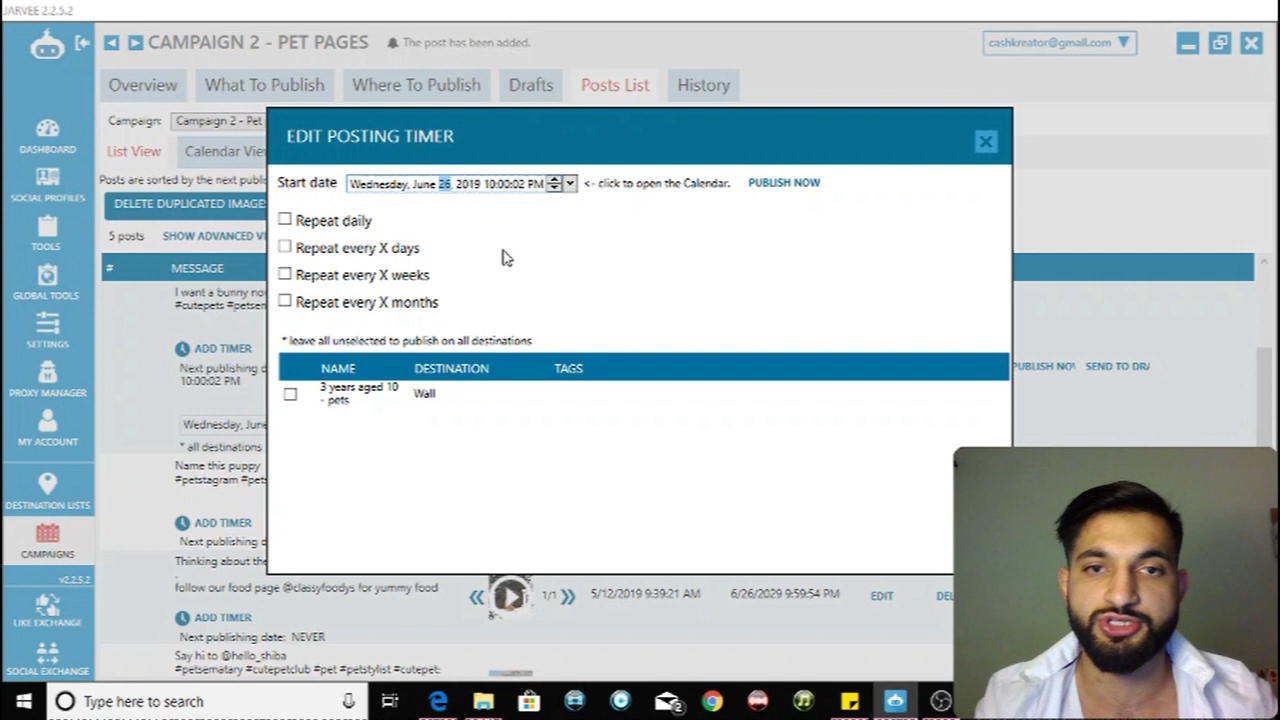 JARVEE 2.2.5.2
CAMPAIGN 2 - PET PAGES
The post has been added.
cashkreator@gmail.com
Overview
What To Publish
Where To Publish
Drafts
Posts List
History
Campaign:
Campaign 2 - Pet
List View
Calendar
Posts are sorted by the next publi
DELETE DUPLICATED IMAGES
5 posts
SHOW ADVANCED VI
#
MESSAGE
I want a bunny no
#cutepets #petsem
ADD TIMER
Next publishing d
10:00:02 PM
Wednesday, June
* all destinations
Name this puppy
#petstagram #pets
ADD TIMER
Next publishing d
Thinking about the
.
follow our food page @classyfoodys for yummy food
1/1
5/12/2019 9:39:21 AM
6/26/2029 9:59:54 PM
EDIT
DEL
ADD TIMER
Next publishing date: NEVER
Say hi to @hello_shiba
#petsematary #cutepetclub #pet #petstylist #cutepet:
PUBLISH NO
SEND TO DRA
EDIT POSTING TIMER
Start date
Wednesday, June 26, 2019 10:00:02 PM
<- click to open the Calendar.
PUBLISH NOW
Repeat daily
Repeat every X days
Repeat every X weeks
Repeat every X months
* leave all unselected to publish on all destinations
NAME
DESTINATION
TAGS
3 years aged 10
- pets
Wall
DASHBOARD
SOCIAL PROFILES
TOOLS
GLOBAL TOOLS
SETTINGS
PROXY MANAGER
MY ACCOUNT
DESTINATION LISTS
CAMPAIGNS
v2.2.5.2
LIKE EXCHANGE
SOCIAL EXCHANGE
Type here to search
2